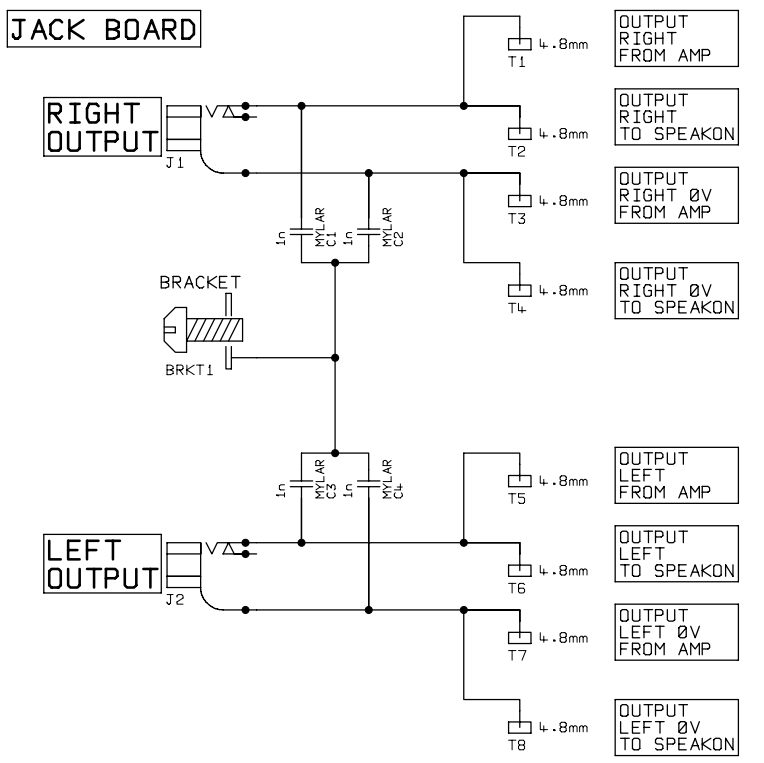 JACK BOARD
OUTPUT
RIGHT
FROM AMP
4.8mm
T1
RIGHT
OUTPUT
J1
OUTPUT
RIGHT
TO SPEAKON
4.8mm
T2
OUTPUT
RIGHT 0V
FROM AMP
4.8mm
T3
1n
MYLAR
C1
1n
MYLAR
C2
OUTPUT
RIGHT 0V
TO SPEAKON
4.8mm
T4
BRACKET
BRKT1
1n
MYLAR
C3
1n
MYLAR
C4
OUTPUT
LEFT
FROM AMP
4.8mm
T5
LEFT
OUTPUT
J2
OUTPUT
LEFT
TO SPEAKON
4.8mm
T6
OUTPUT
LEFT 0V
FROM AMP
4.8mm
T7
OUTPUT
LEFT 0V
TO SPEAKON
4.8mm
T8